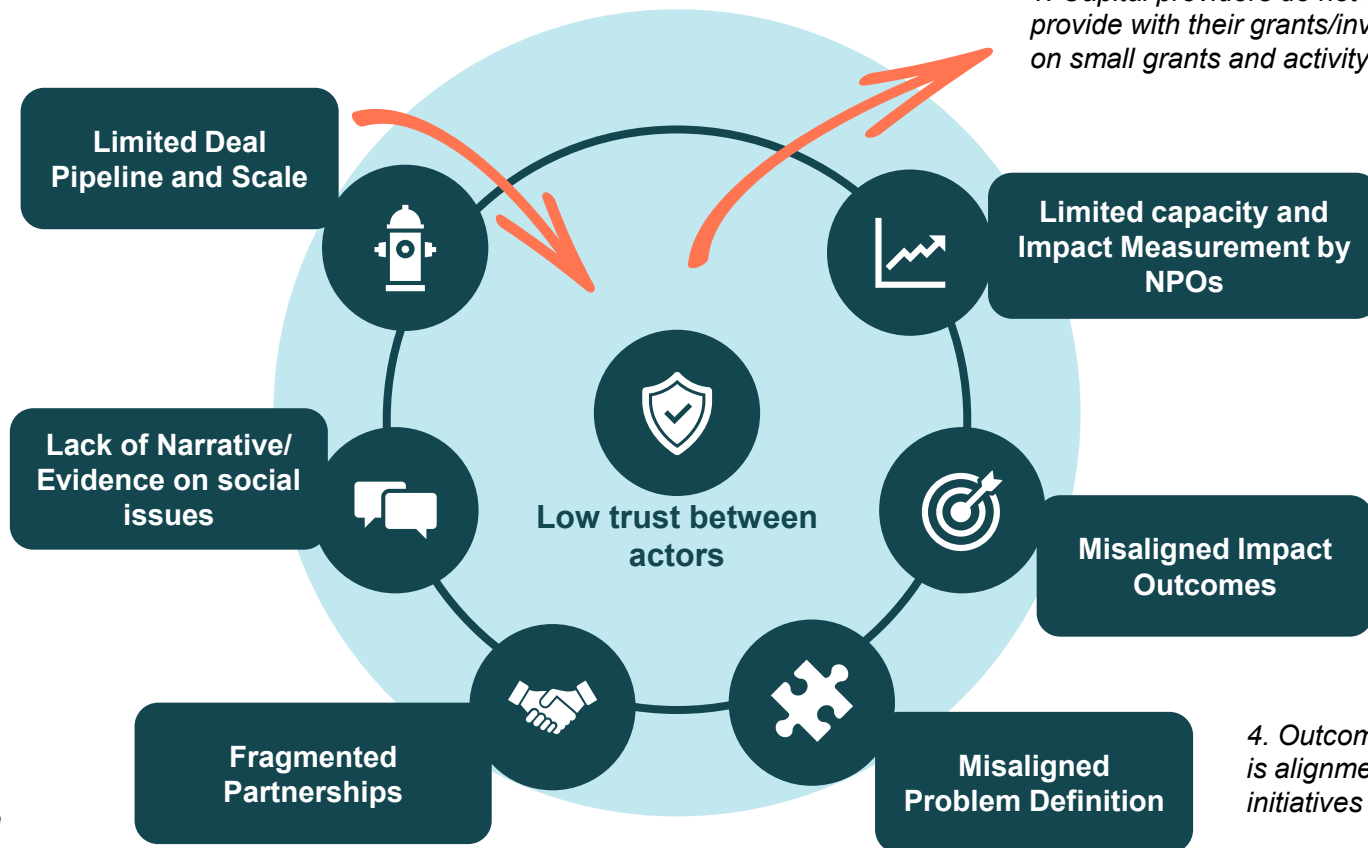 provide with their grants/inv
on small grants and activity
Limited Deal
Pipeline and Scale
Limited capacity and
Impact Measurement by
NPOs
Lack of Narrative/
Evidence on social
issues
Low trust between
actors
Misaligned Impact
Outcomes
Fragmented
Partnerships
Misaligned
Problem Definition
4. Outcom
is alignme
initiatives